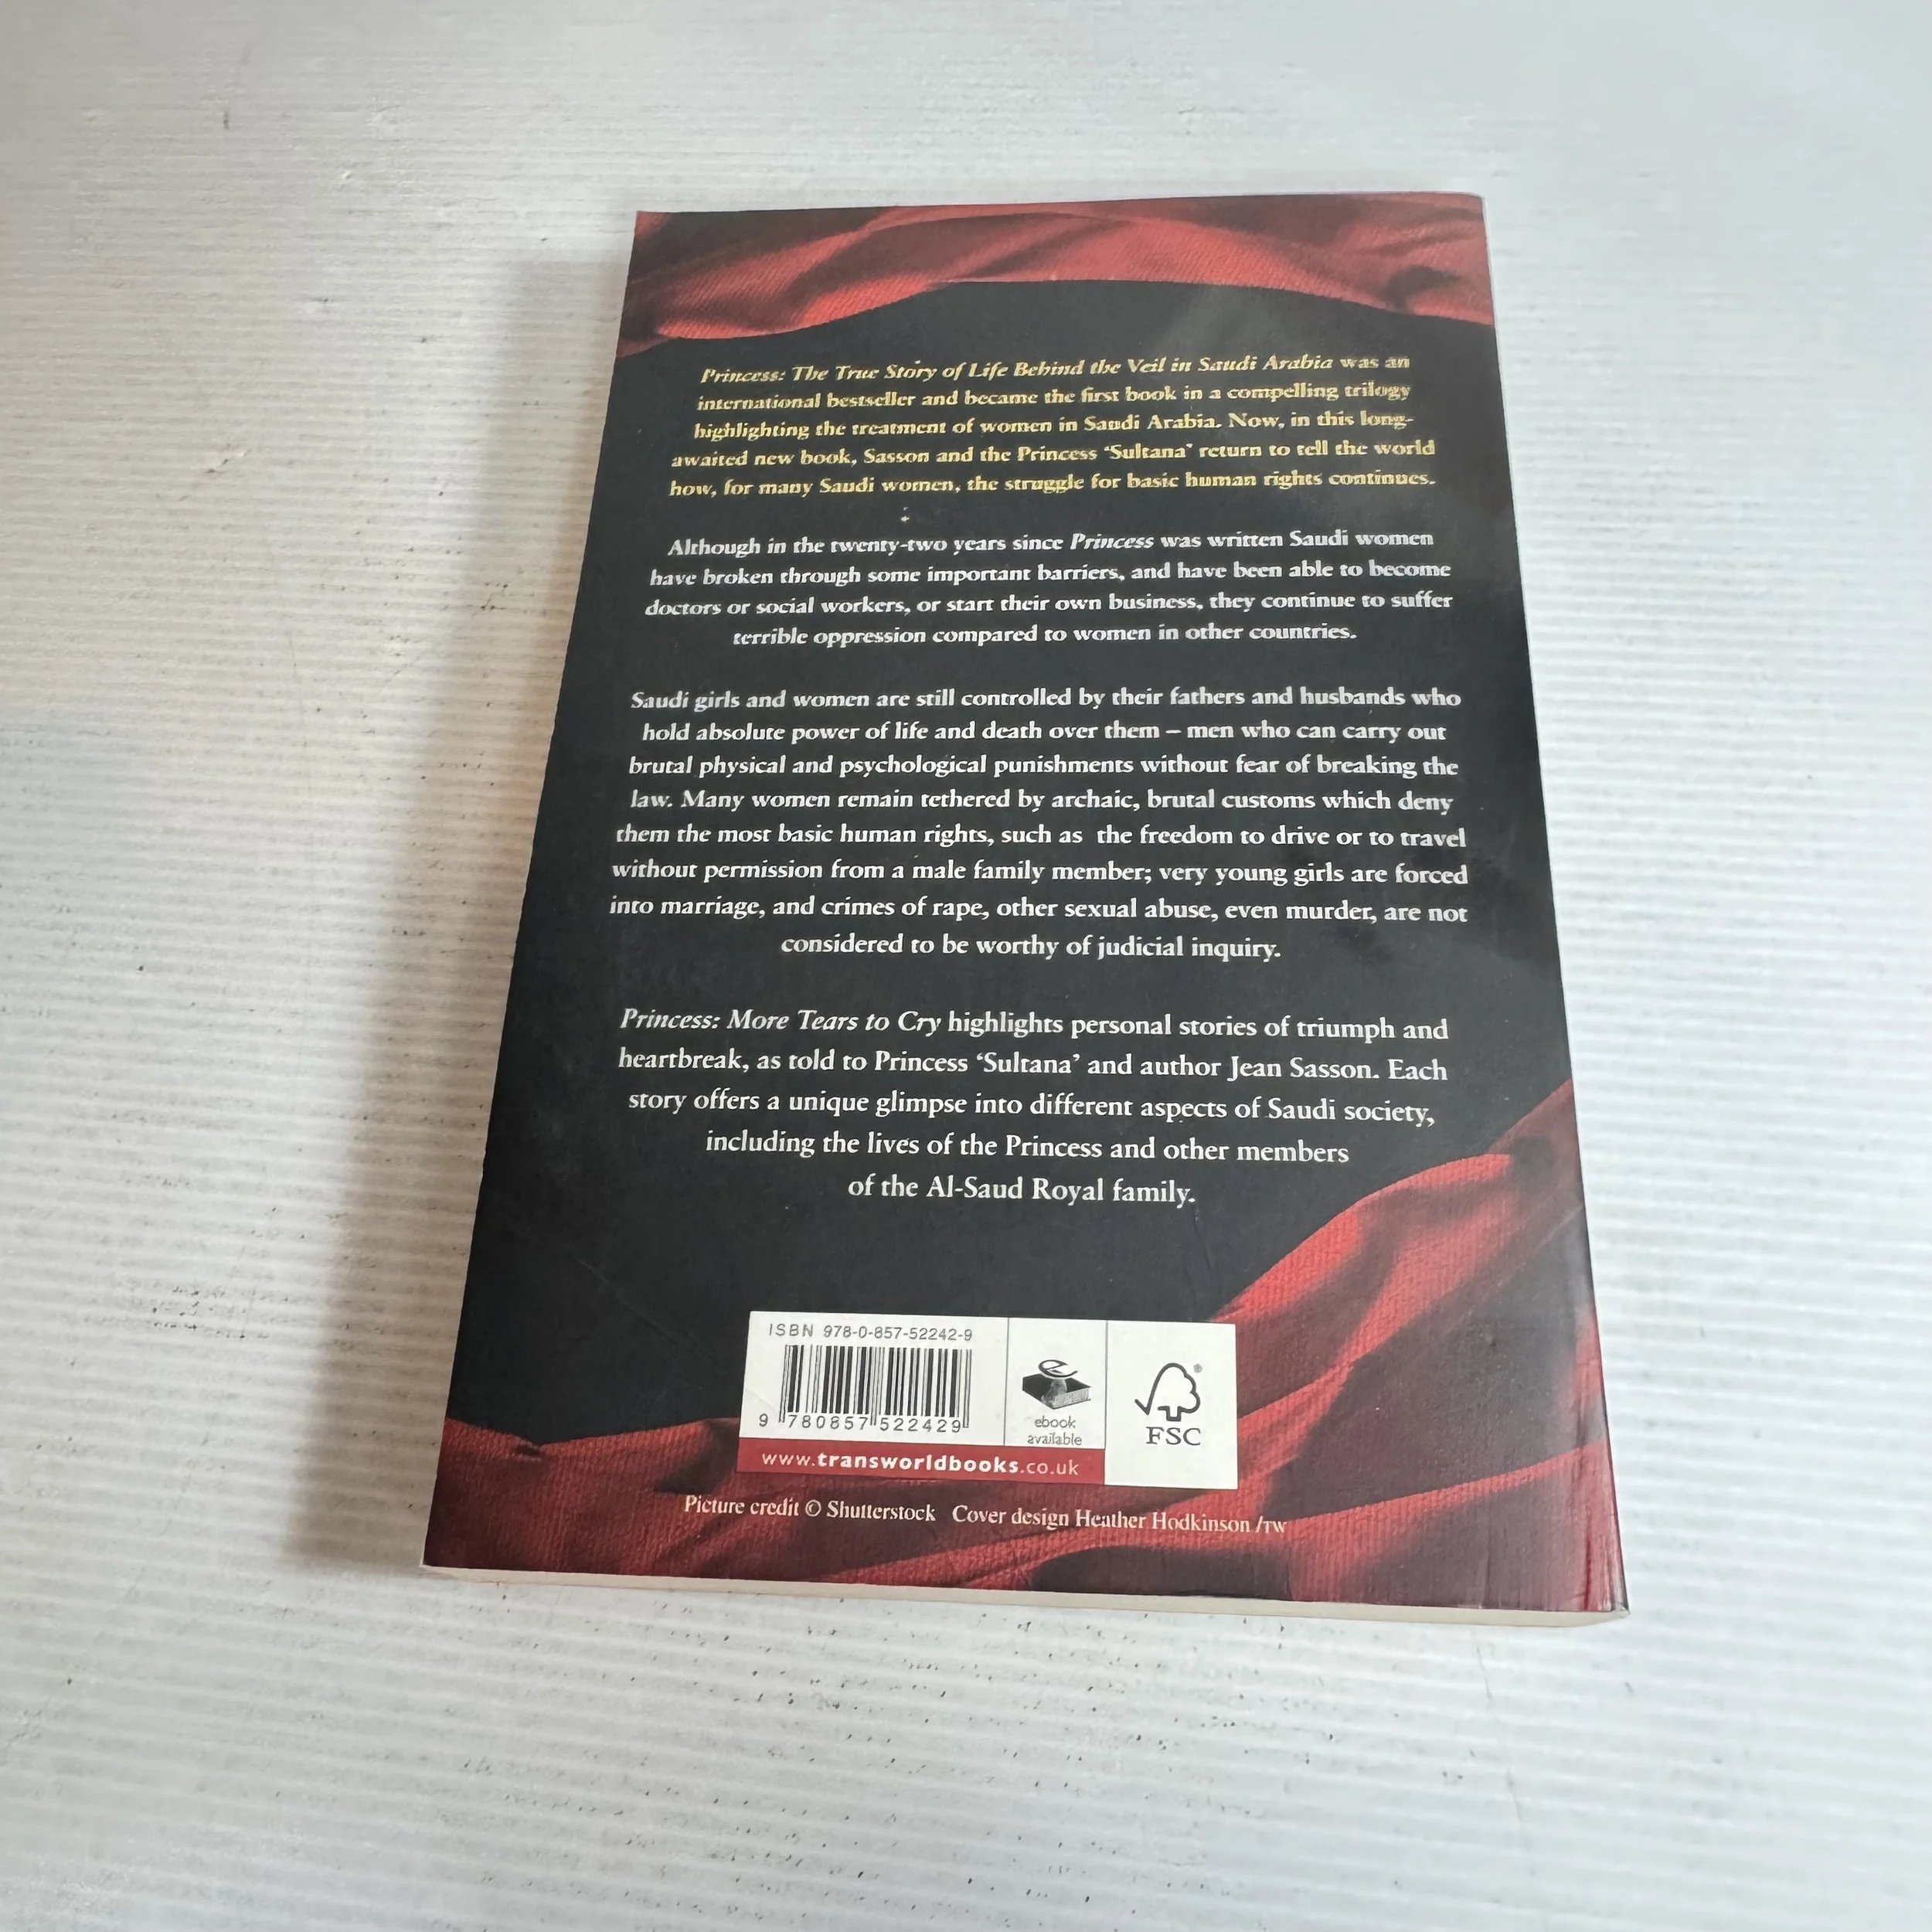 Princess: The True Story of Life Behind the Veil in Saudi Arabia was an
international bestseller and became the first book in a compelling trilogy
highlighting the treatment of women in Saudi Arabia. Now, in this long-
awaited new book, Sasson and the Princess ‘Sultana’ return to tell the world
how, for many Saudi women, the struggle for basic human rights continues.
Although in the twenty-two years since Princess was written Saudi women
have broken through some important barriers, and have been able to become
doctors or social workers, or start their own business, they continue to suffer
terrible oppression compared to women in other countries.
Saudi girls and women are still controlled by their fathers and husbands who
hold absolute power of life and death over them – men who can carry out
brutal physical and psychological punishments without fear of breaking the
law. Many women remain tethered by archaic, brutal customs which deny
them the most basic human rights, such as the freedom to drive or to travel
without permission from a male family member; very young girls are forced
into marriage, and crimes of rape, other sexual abuse, even murder, are not
considered to be worthy of judicial inquiry.
Princess: More Tears to Cry highlights personal stories of triumph and
heartbreak, as told to Princess ‘Sultana’ and author Jean Sasson. Each
story offers a unique glimpse into different aspects of Saudi society,
including the lives of the Princess and other members
of the Al-Saud Royal family.
ISBN 978-0-857-52242-9
9 780857 522429
ebook
available
®
FSC
www.transworldbooks.co.uk
Picture credit © Shutterstock Cover design Heather Hodkinson /TW